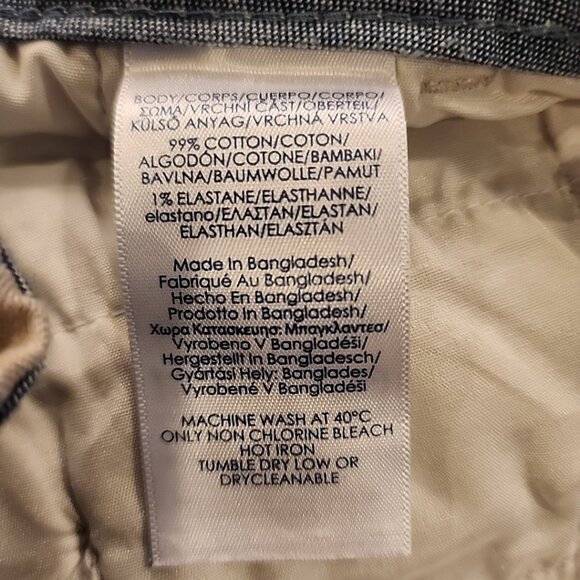 BODY/CORPS/CUERPO/CORPO/
ΣΩΜΑ/VRCHNÍ CÁST/OBERTEIL/
KÜLSŐ ANYAG/VRCHNÁ VRSTVA
99% COTTON/COTON/
ALGODÓN/COTONE/BAMBAKI/
BAVLNA/BAUMWOLLE/PAMUT
1% ELASTANE/ELASTHANNE/
elastano/ΕΛΑΣΤΑΝ/ELASTAN/
ELASTHAN/ELASZTÁN
Made In Bangladesh/
Fabriqué Au Bangladesh/
Hecho En Bangladesh/
Prodotto In Bangladesh/
Χωρα Κατασκευησ: Μπαγκλαντεσ/
Vyrobeno V Bangladéši/
Hergestellt In Bangladesch/
Gyártási Hely: Banglades/
Vyrobené V Bangladéši
MACHINE WASH AT 40°C
ONLY NON CHLORINE BLEACH
HOT IRON
TUMBLE DRY LOW OR
DRYCLEANABLE